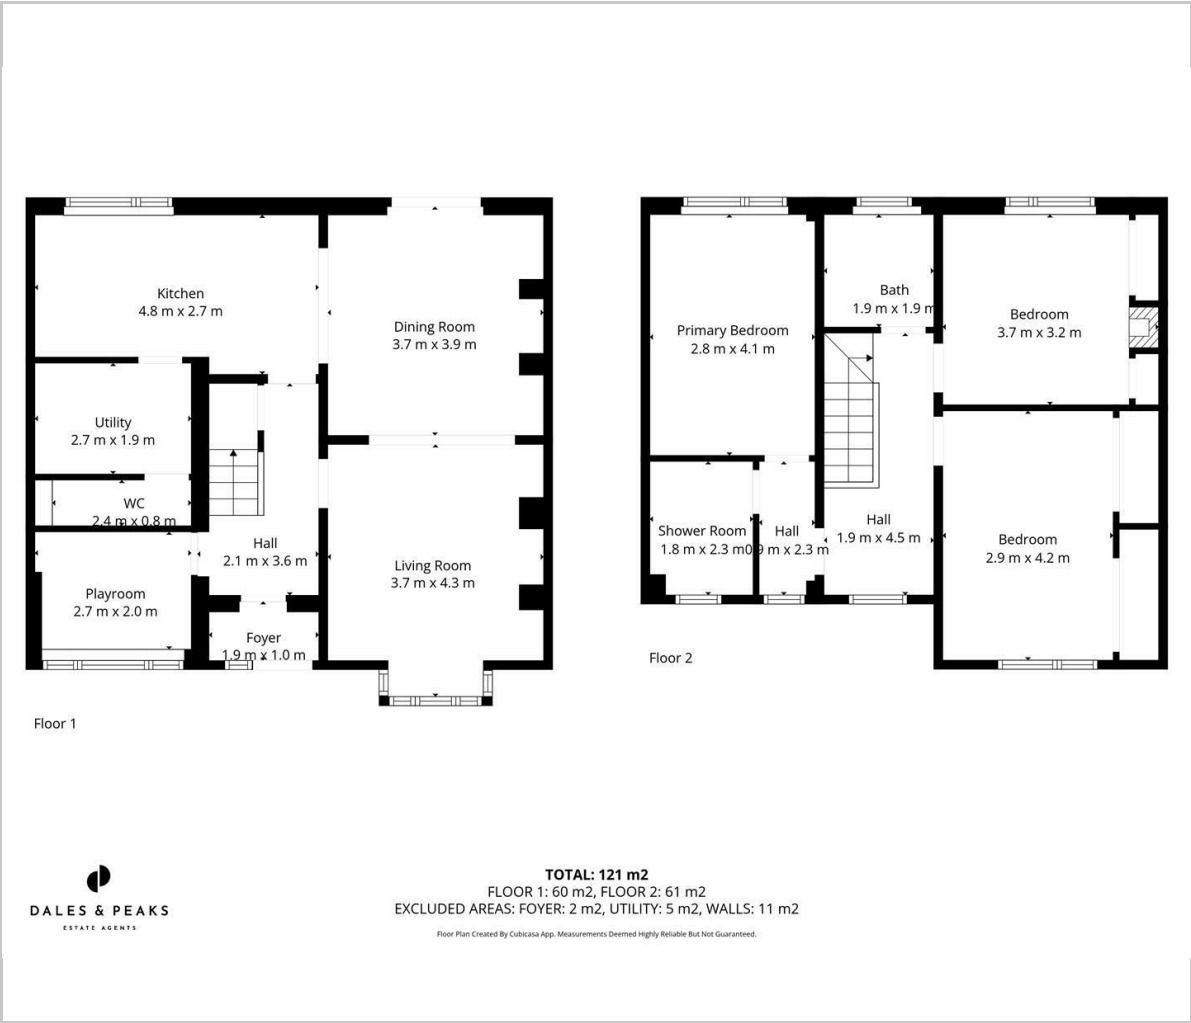 Kitchen
4.8 m x 2.7 m
Dining Room
3.7 m x 3.9 m
Utility
2.7 m x 1.9 m
WC
2.4 m x 0.8 m
Hall
2.1 m x 3.6 m
Living Room
3.7 m x 4.3 m
Playroom
2.7 m x 2.0 m
Foyer
1.9 m x 1.0 m
Floor 1
Primary Bedroom
2.8 m x 4.1 m
Bath
1.9 m x 1.9 m
Bedroom
3.7 m x 3.2 m
Shower Room
1.8 m x 2.3 m
Hall
0.9 m x 2.3 m
Hall
1.9 m x 4.5 m
Bedroom
2.9 m x 4.2 m
Floor 2
DALES & PEAKS
ESTATE AGENTS
TOTAL: 121 m2
FLOOR 1: 60 m2, FLOOR 2: 61 m2
EXCLUDED AREAS: FOYER: 2 m2, UTILITY: 5 m2, WALLS: 11 m2
Floor Plan Created By Cubicasa App. Measurements Deemed Highly Reliable But Not Guaranteed.